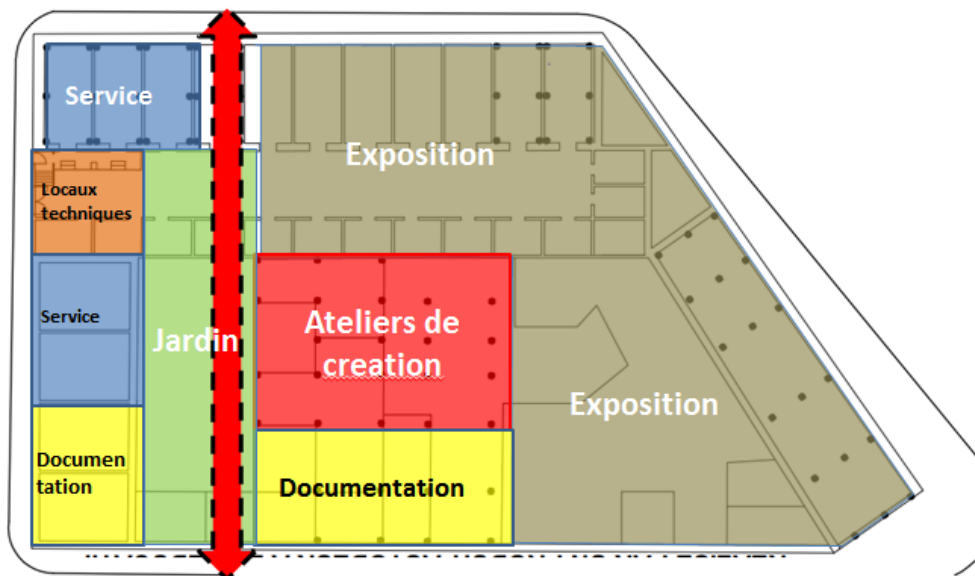 Service
Exposition
Locaux
techniques
Service
Jardin
Ateliers de
creation
Exposition
Documen
tation
Documentation